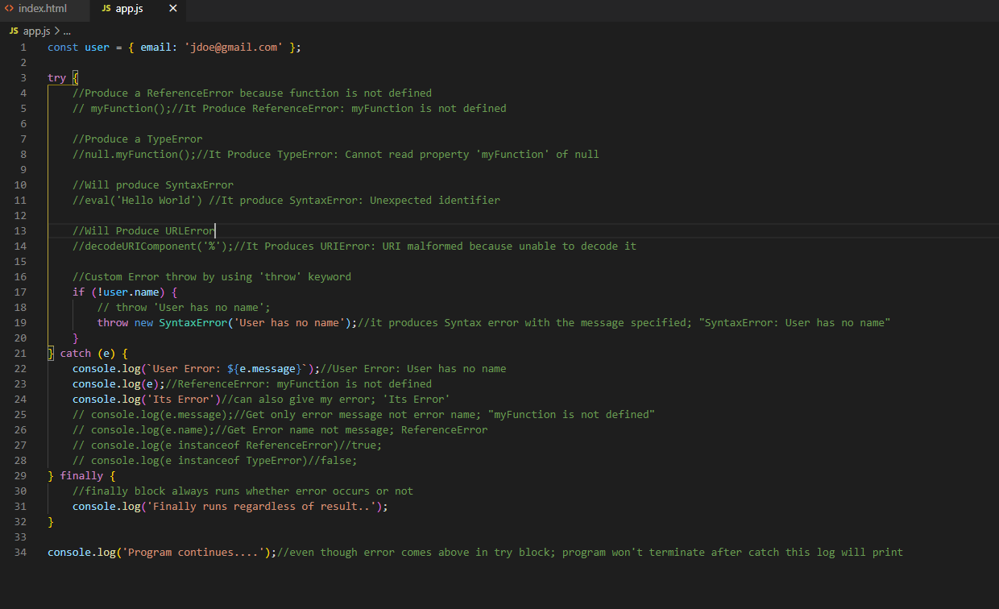 <> index.html JS app.js ×
JS app.js > ...
1 const user = { email: 'jdoe@gmail.com' };
2
3 try {
4 //Produce a ReferenceError because function is not defined
5 // myFunction();//It Produce ReferenceError: myFunction is not defined
6
7 //Produce a TypeError
8 //null.myFunction();//It Produce TypeError: Cannot read property 'myFunction' of null
9
10 //Will produce SyntaxError
11 //eval('Hello World') //It produce SyntaxError: Unexpected identifier
12
13 //Will Produce URLError
14 //decodeURIComponent('%');//It Produces URIError: URI malformed because unable to decode it
15
16 //Custom Error throw by using 'throw' keyword
17 if (!user.name) {
18 // throw 'User has no name';
19 throw new SyntaxError('User has no name');//it produces Syntax error with the message specified; "SyntaxError: User has no name"
20 }
21 } catch (e) {
22 console.log(`User Error: ${e.message}`);//User Error: User has no name
23 console.log(e);//ReferenceError: myFunction is not defined
24 console.log('Its Error')//can also give my error; 'Its Error'
25 // console.log(e.message);//Get only error message not error name; "myFunction is not defined"
26 // console.log(e.name);//Get Error name not message; ReferenceError
27 // console.log(e instanceof ReferenceError)//true;
28 // console.log(e instanceof TypeError)//false;
29 } finally {
30 //finally block always runs whether error occurs or not
31 console.log('Finally runs regardless of result..');
32 }
33
34 console.log('Program continues....');//even though error comes above in try block; program won't terminate after catch this log will print